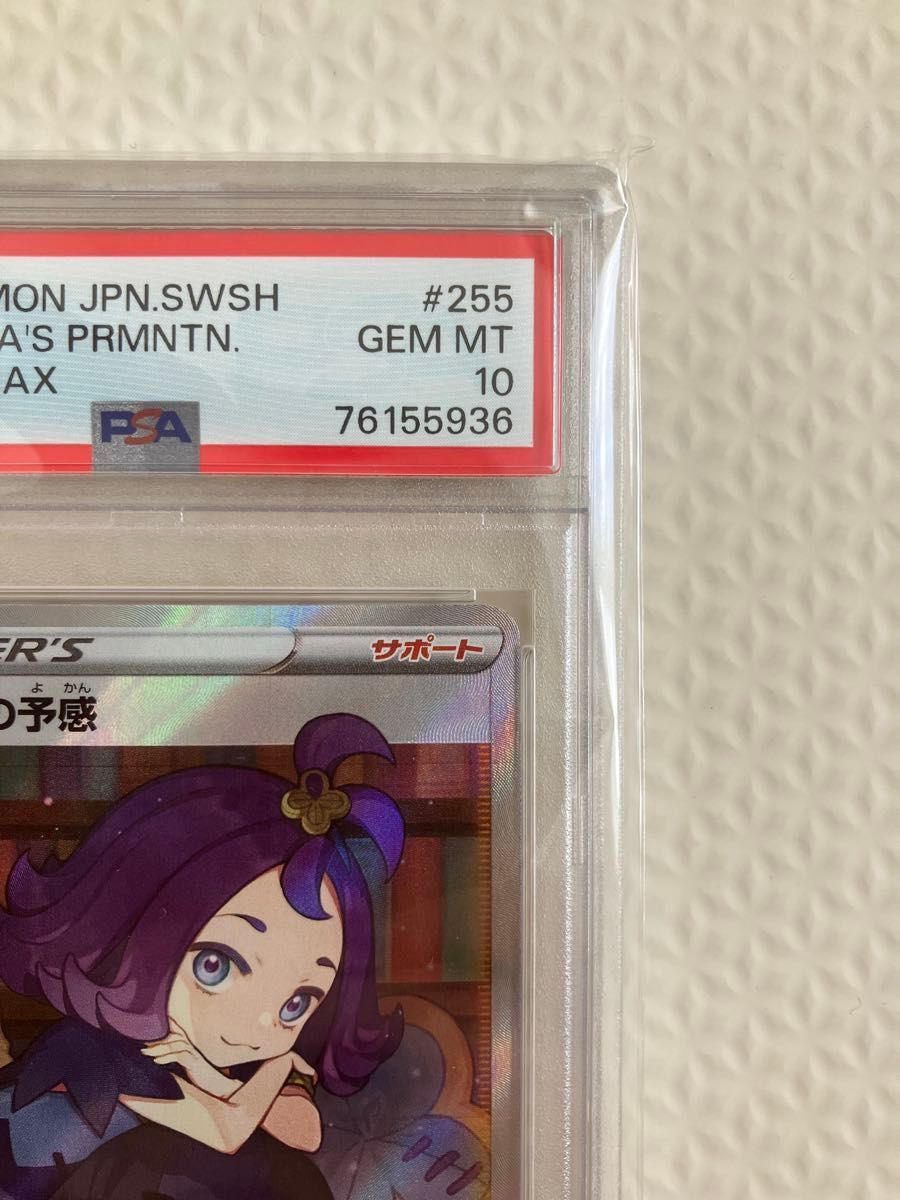 MON JPN.SWSH #255
A'S PRMNTN. GEM MT
AX 10
PSA 76155936
ER'S サポート
よ かん
の予感